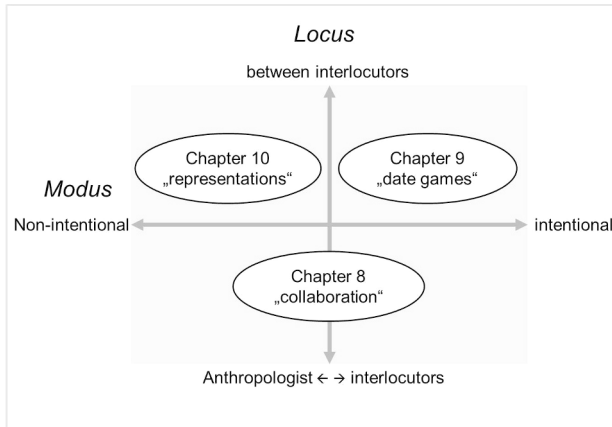 Locus
between interlocutors
Chapter 10
„representations“
Chapter 9
„date games“
Modus
Non-intentional
intentional
Chapter 8
„collaboration“
Anthropologist ← → interlocutors